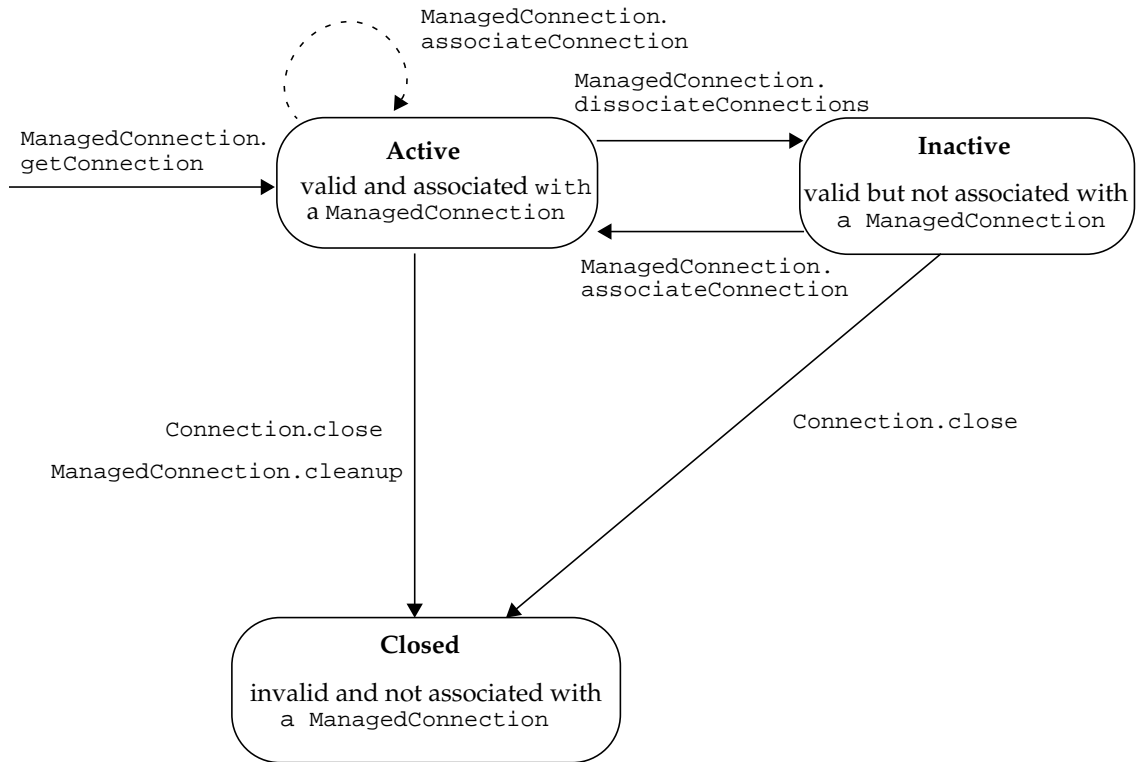 ManagedConnection.
associateConnection
ManagedConnection.
dissociateConnections
ManagedConnection.
getConnection
Active
valid and associated with
a ManagedConnection
Inactive
valid but not associated with
a ManagedConnection
ManagedConnection.
associateConnection
Connection.close
ManagedConnection.cleanup
Connection.close
Closed
invalid and not associated with
a ManagedConnection